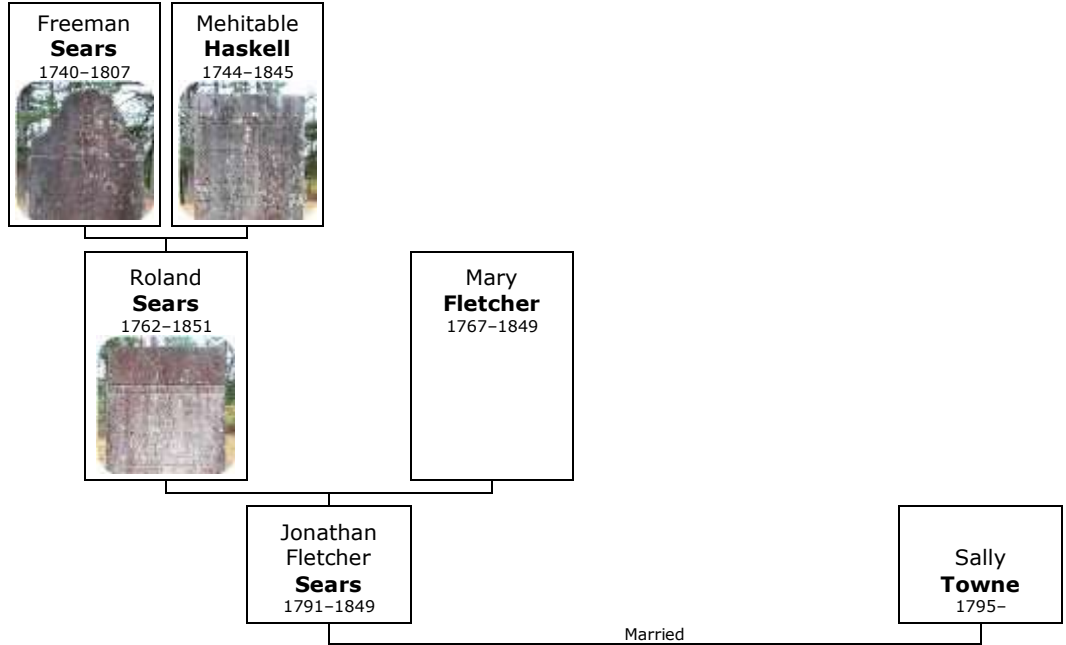 Freeman
Sears
1740–1807
Mehitable
Haskell
1744–1845
Roland
Sears
1762–1851
Mary
Fletcher
1767–1849
Jonathan
Fletcher
Sears
1791–1849
Sally
Towne
1795–
Married